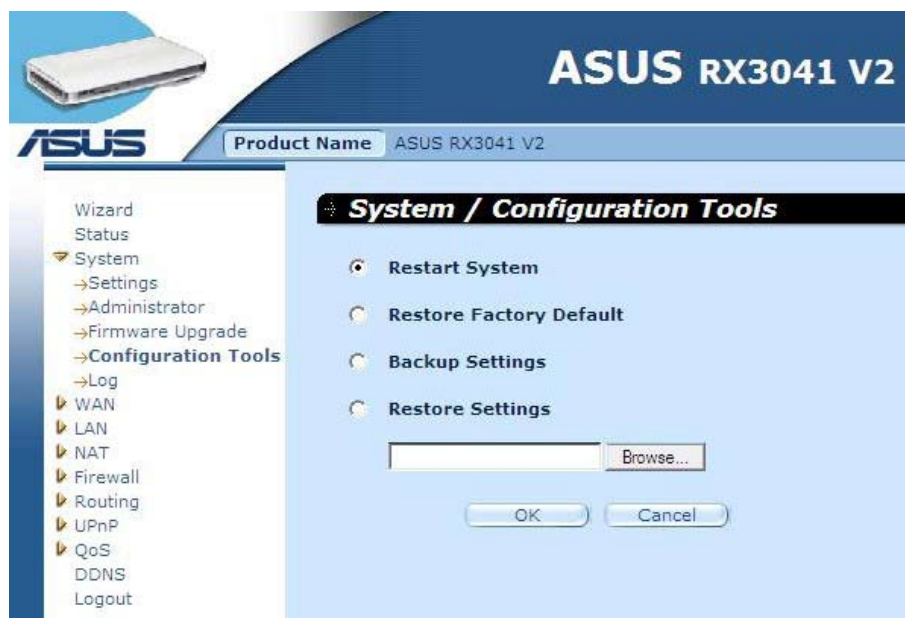 ASUS RX3041 V2
ASUS
Product Name ASUS RX3041 V2
Wizard
Status
System
→Settings
→Administrator
→Firmware Upgrade
→Configuration Tools
→Log
WAN
LAN
NAT
Firewall
Routing
UPnP
QoS
DDNS
Logout
System / Configuration Tools
Restart System
Restore Factory Default
Backup Settings
Restore Settings
Browse...
OK Cancel